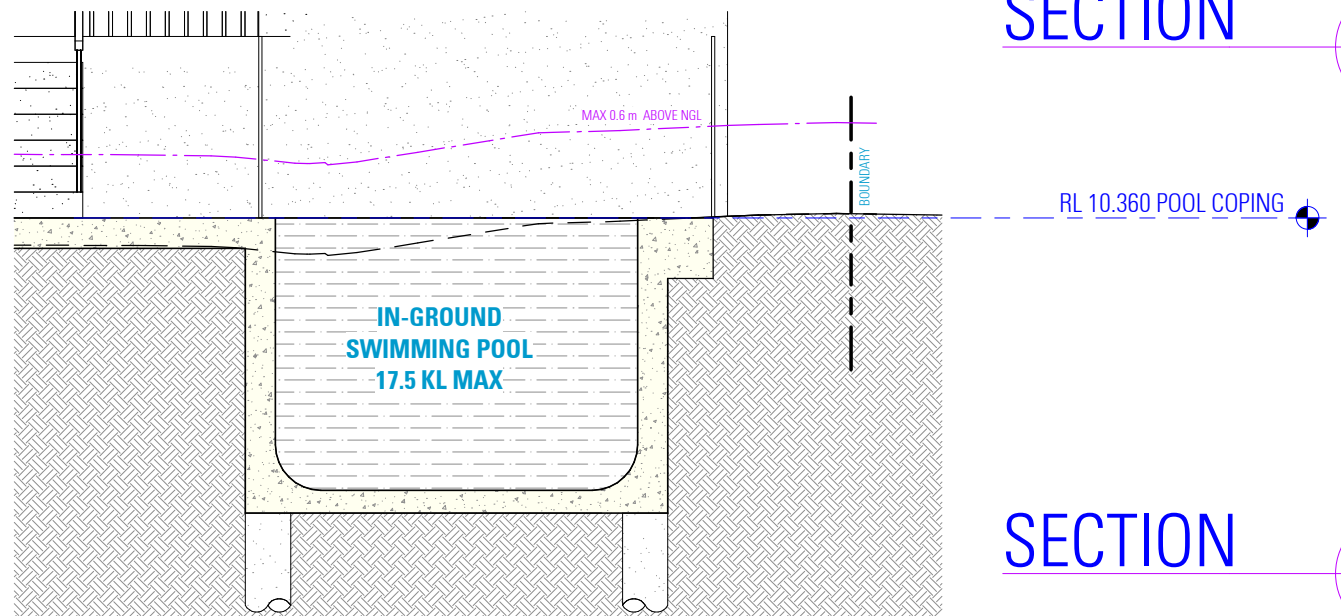 SECTION
MAX 0.6 m ABOVE NGL
BOUNDARY
RL 10.360 POOL COPING
IN-GROUND
SWIMMING POOL
17.5 KL MAX
SECTION